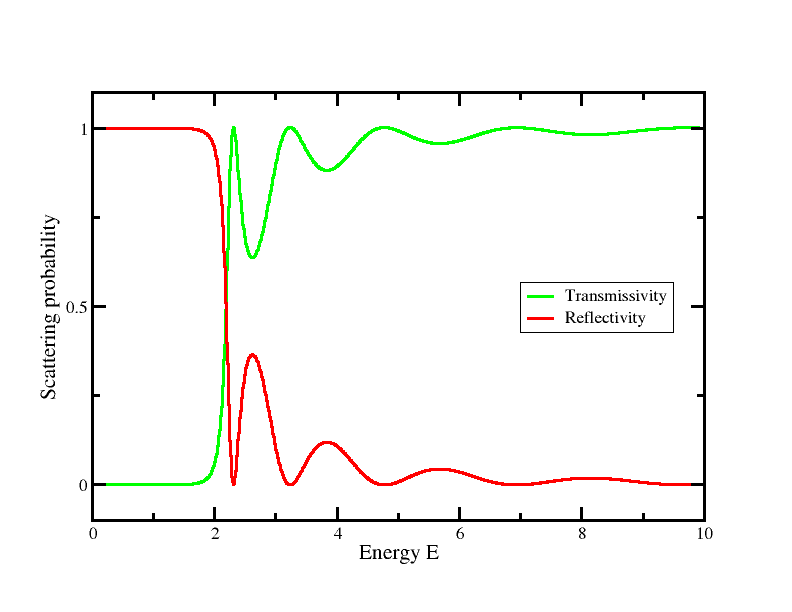 1
0.5
0
Scattering probability
Transmissivity
Reflectivity
0 2 4 6 8 10
Energy E